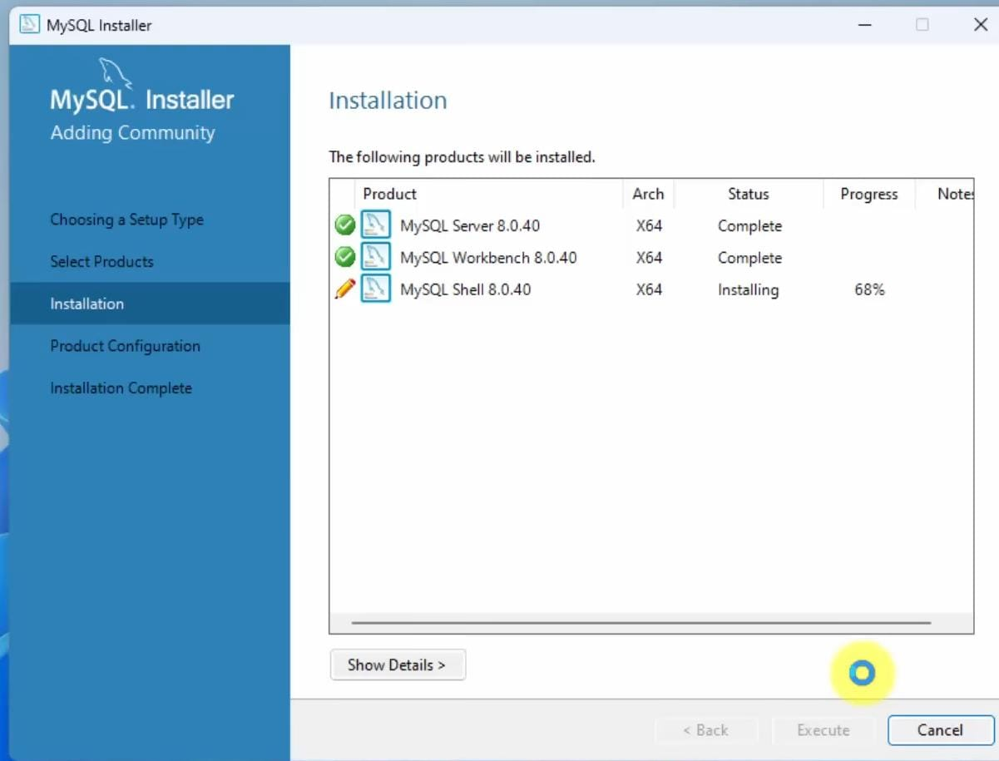 MySQL Installer
MySQL. Installer
Adding Community
Choosing a Setup Type
Select Products
Installation
Product Configuration
Installation Complete
Installation
The following products will be installed.
Product Arch Status Progress Notes
MySQL Server 8.0.40 X64 Complete
MySQL Workbench 8.0.40 X64 Complete
MySQL Shell 8.0.40 X64 Installing 68%
Show Details >
< Back Execute Cancel